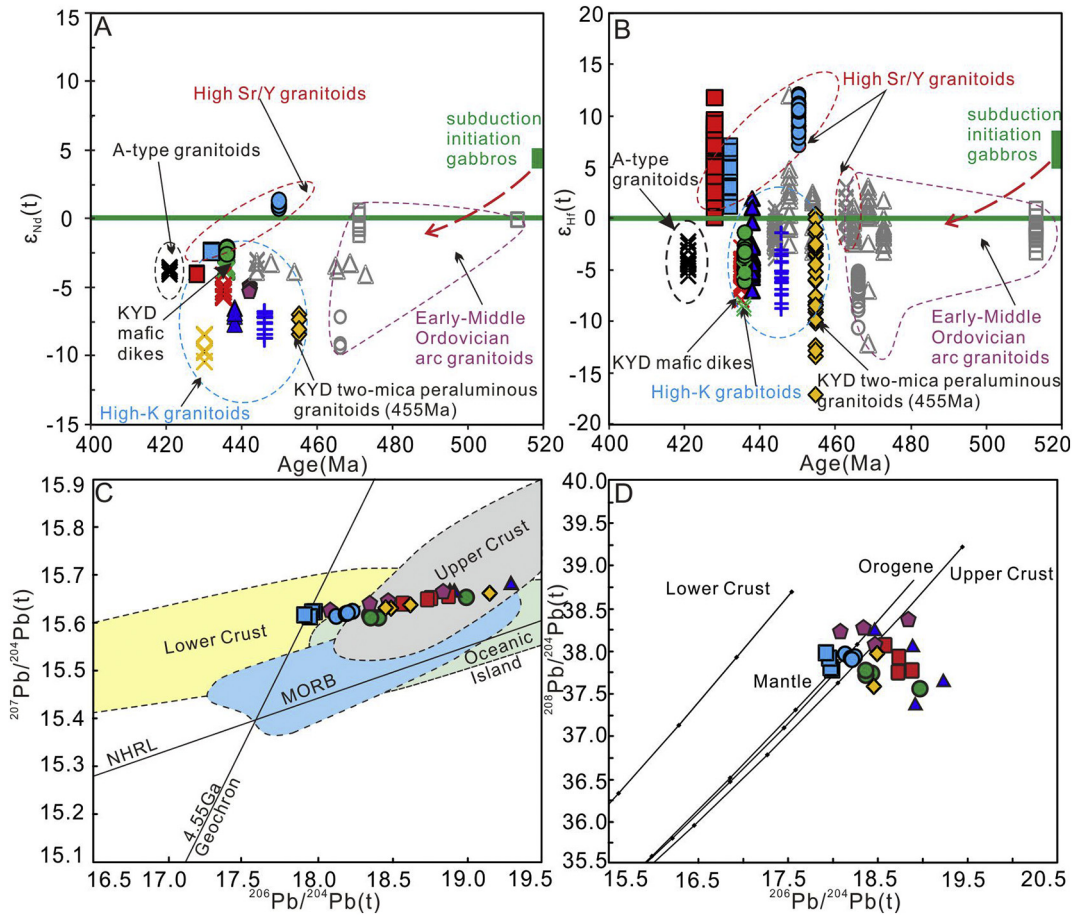 A
15
10
5
0
-5
-10
-15
εNd(t)
400
420
440
460
480
500
520
Age(Ma)
High Sr/Y granitoids
A-type granitoids
subduction
initiation
gabbros
KYD
mafic
dikes
Early-Middle
Ordovician
arc granitoids
High-K granitoids
KYD two-mica peraluminous
granitoids (455Ma)
B
20
15
10
5
0
-5
-10
-15
-20
εHf(t)
400
420
440
460
480
500
520
Age(Ma)
High Sr/Y granitoids
A-type
granitoids
subduction
initiation
gabbros
KYD mafic dikes
High-K grabitoids
Early-Middle
Ordovician
arc granitoids
KYD two-mica peraluminous
granitoids (455Ma)
C
15.9
15.8
15.7
15.6
15.5
15.4
15.3
15.2
15.1
207Pb/204Pb(t)
16.5
17.0
17.5
18.0
18.5
19.0
19.5
206Pb/204Pb(t)
Upper Crust
Lower Crust
MORB
Oceanic
Island
NHRL
4.55Ga
Geochron
D
40.0
39.5
39.0
38.5
38.0
37.5
37.0
36.5
36.0
35.5
208Pb/204Pb(t)
15.5
16.5
17.5
18.5
19.5
20.5
206Pb/204Pb(t)
Lower Crust
Orogene
Upper Crust
Mantle